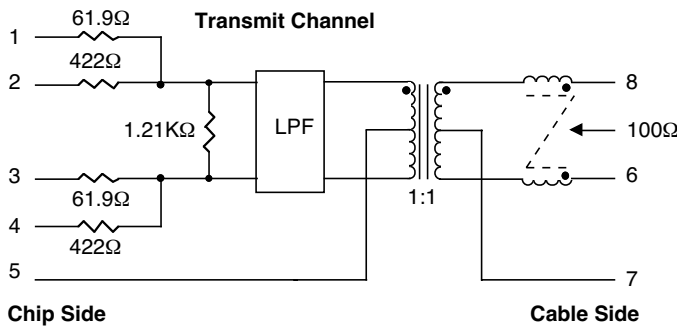 61.9Ω
Transmit Channel
1
422Ω
2
8
1.21KΩ
LPF
100Ω
3
6
61.9Ω
1:1
4
422Ω
5
7
Chip Side
Cable Side